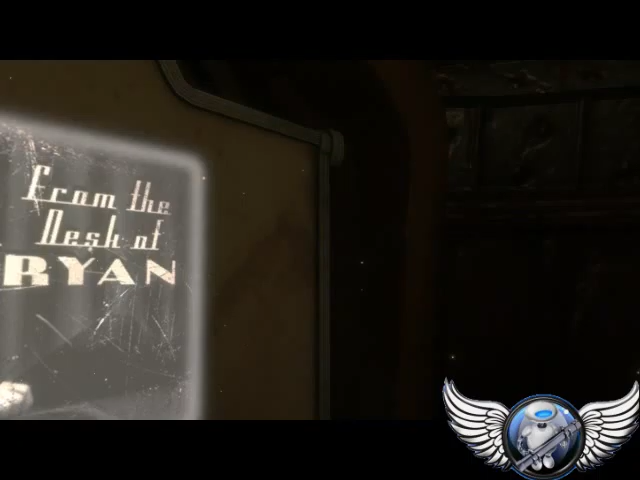 From the
Desk of
RYAN